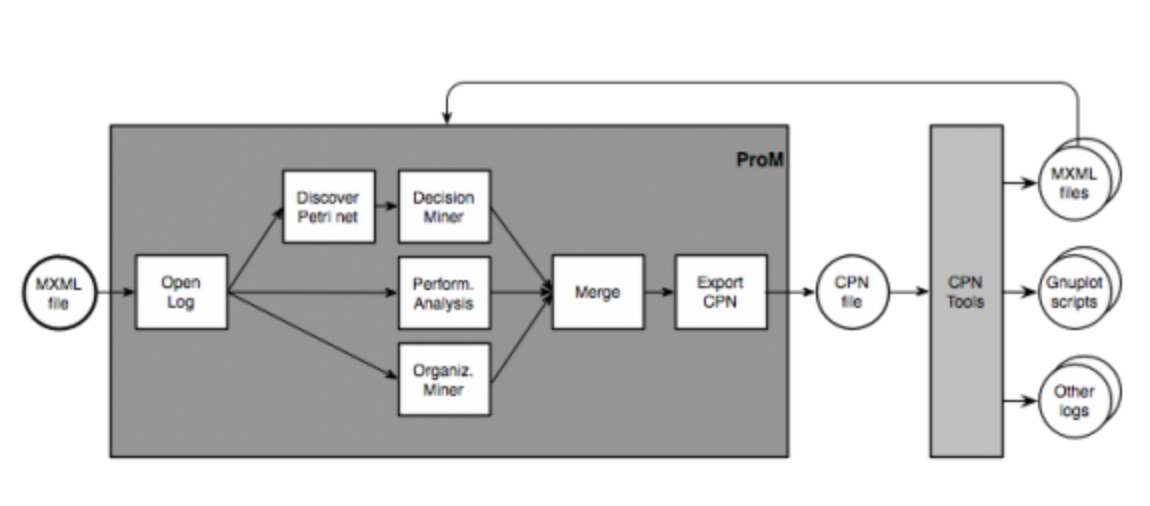 ProM
MXML
file
Open
Log
Discover
Petri net
Decision
Miner
Perform.
Analysis
Organiz.
Miner
Merge
Export
CPN
CPN
file
CPN
Tools
MXML
files
Gnuplot
scripts
Other
logs